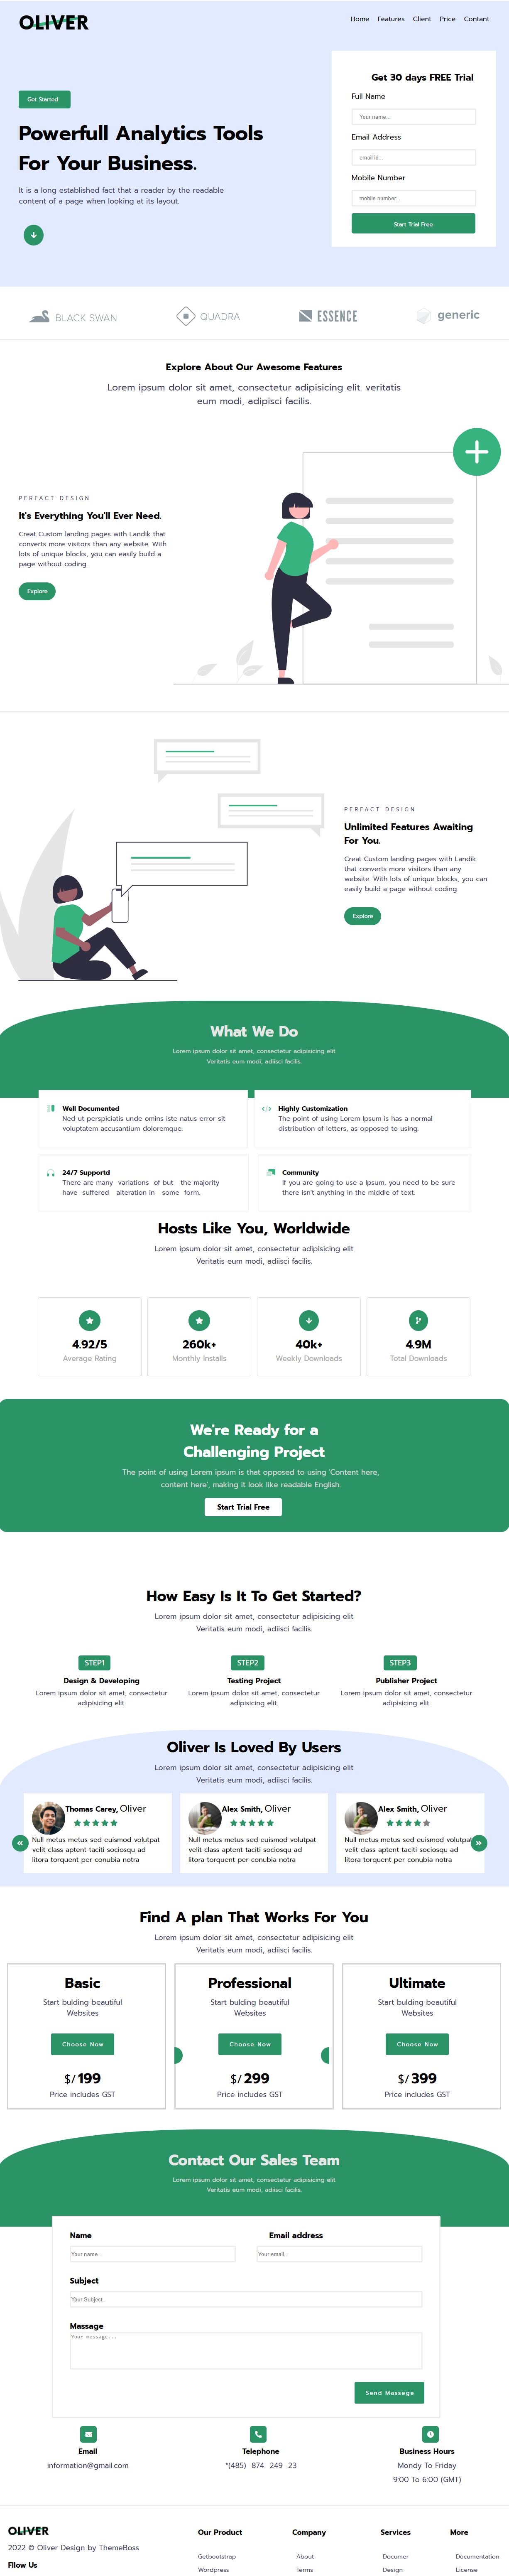 OLIVER
Home Features Client Price Contant
Get Started
Powerfull Analytics Tools
For Your Business.
It is a long established fact that a reader by the readable
content of a page when looking at its layout.
Get 30 days FREE Trial
Full Name
Your name...
Email Address
email id...
Mobile Number
mobile number...
Start Trial Free
BLACK SWAN
QUADRA
ESSENCE
generic
Explore About Our Awesome Features
Lorem ipsum dolor sit amet, consectetur adipisicing elit. veritatis
eum modi, adipisci facilis.
PERFACT DESIGN
It's Everything You'll Ever Need.
Creat Custom landing pages with Landik that
converts more visitors than any website. With
lots of unique blocks, you can easily build a
page without coding.
Explore
PERFACT DESIGN
Unlimited Features Awaiting
For You.
Creat Custom landing pages with Landik
that converts more visitors than any
website. With lots of unique blocks, you can
easily build a page without coding.
Explore
What We Do
Lorem ipsum dolor sit amet, consectetur adipisicing elit
Veritatis eum modi, adiisci facilis.
Well Documented
Ned ut perspiciatis unde omins iste natus error sit
voluptatem accusantium doloremque.
Highly Customization
The point of using Lorem Ipsum is has a normal
distribution of letters, as opposed to using.
24/7 Supportd
There are many variations of but the majority
have suffered alteration in some form.
Community
If you are going to use a Ipsum, you need to be sure
there isn't anything in the middle of text.
Hosts Like You, Worldwide
Lorem ipsum dolor sit amet, consectetur adipisicing elit
Veritatis eum modi, adiisci facilis.
4.92/5
Average Rating
260k+
Monthly Installs
40k+
Weekly Downloads
4.9M
Total Downloads
We're Ready for a
Challenging Project
The point of using Lorem ipsum is that opposed to using 'Content here,
content here', making it look like readable English.
Start Trial Free
How Easy Is It To Get Started?
Lorem ipsum dolor sit amet, consectetur adipisicing elit
Veritatis eum modi, adiisci facilis.
STEP1
Design & Developing
Lorem ipsum dolor sit amet, consectetur
adipisicing elit.
STEP2
Testing Project
Lorem ipsum dolor sit amet, consectetur
adipisicing elit.
STEP3
Publisher Project
Lorem ipsum dolor sit amet, consectetur
adipisicing elit.
Oliver Is Loved By Users
Lorem ipsum dolor sit amet, consectetur adipisicing elit
Veritatis eum modi, adiisci facilis.
Thomas Carey, Oliver
Null metus metus sed euismod volutpat
velit class aptent taciti sociosqu ad
litora torquent per conubia notra
Alex Smith, Oliver
Null metus metus sed euismod volutpat
velit class aptent taciti sociosqu ad
litora torquent per conubia notra
Alex Smith, Oliver
Null metus metus sed euismod volutpat
velit class aptent taciti sociosqu ad
litora torquent per conubia notra
Find A plan That Works For You
Lorem ipsum dolor sit amet, consectetur adipisicing elit
Veritatis eum modi, adiisci facilis.
Basic
Start bulding beautiful
Websites
Choose Now
$/199
Price includes GST
Professional
Start bulding beautiful
Websites
Choose Now
$/299
Price includes GST
Ultimate
Start bulding beautiful
Websites
Choose Now
$/399
Price includes GST
Contact Our Sales Team
Lorem ipsum dolor sit amet, consectetur adipisicing elit
Veritatis eum modi, adiisci facilis.
Name
Your name...
Email address
Your email...
Subject
Your Subject...
Massage
Your message...
Send Massege
Email
information@gmail.com
Telephone
*(485) 874 249 23
Business Hours
Mondy To Friday
9:00 To 6:00 (GMT)
OLIVER
2022 © Oliver Design by ThemeBoss
Fllow Us
Our Product
Getbootstrap
Wordpress
Company
About
Terms
Services
Documer
Design
More
Documentation
License